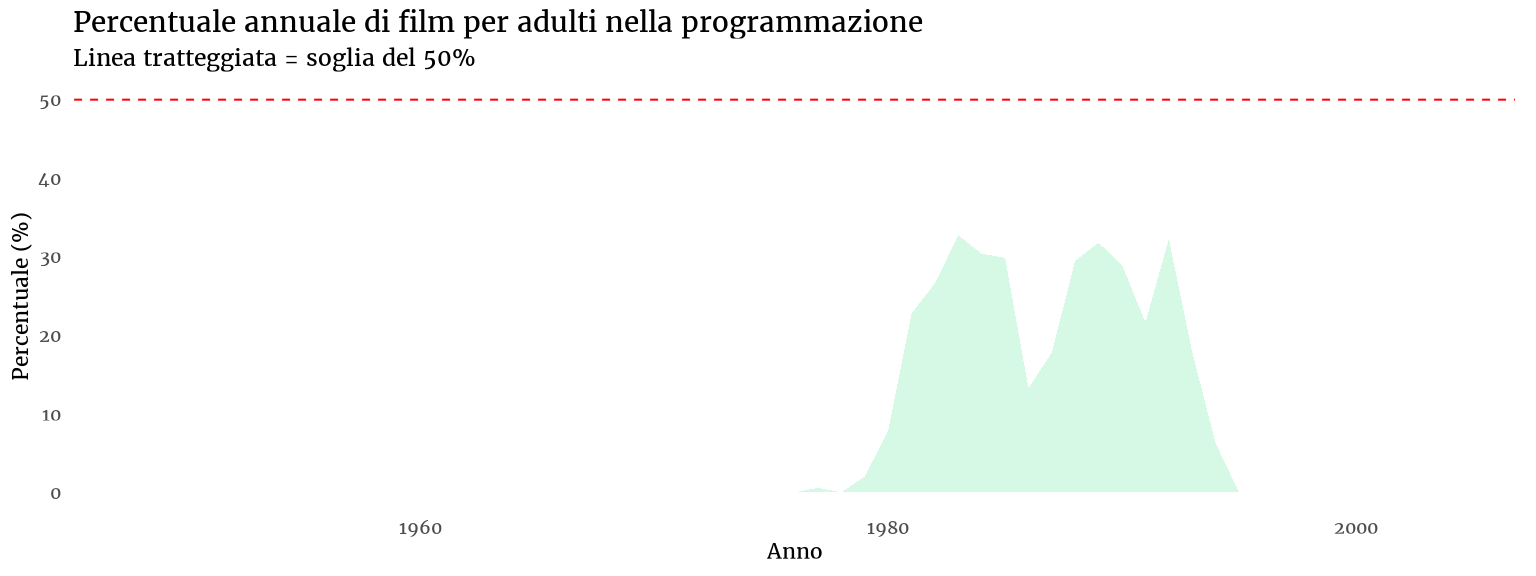 Percentuale annuale di film per adulti nella programmazione
Linea tratteggiata = soglia del 50%
50
40
30
20
10
0
Percentuale (%)
1960
1980
2000
Anno